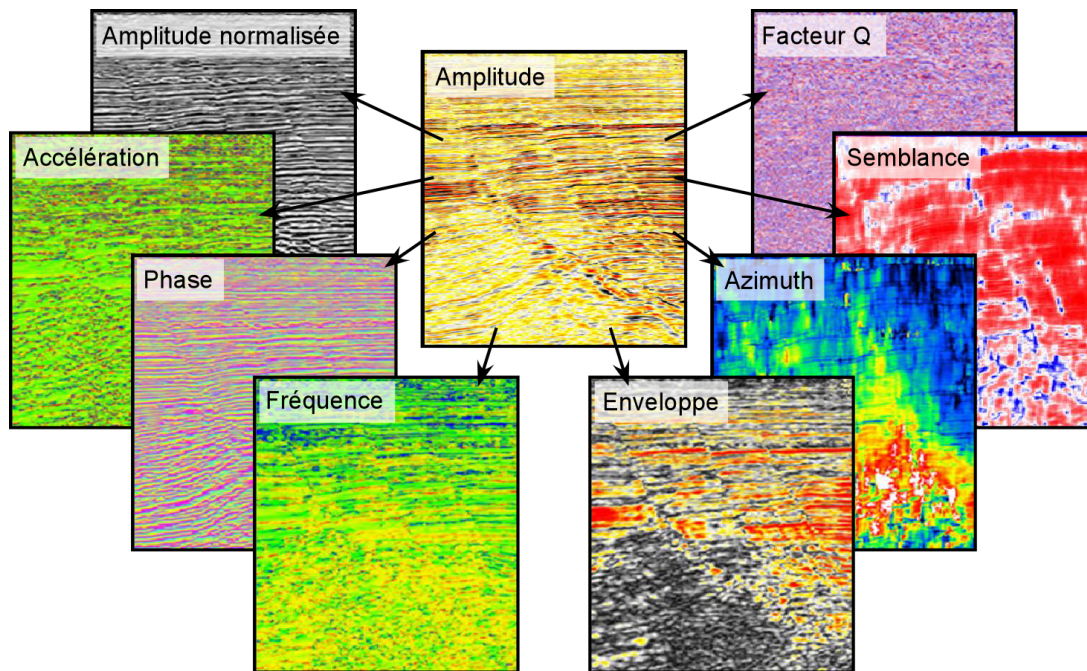 Amplitude normalisée
Facteur Q
Amplitude
Accélération
Semblance
Phase
Azimuth
Fréquence
Enveloppe